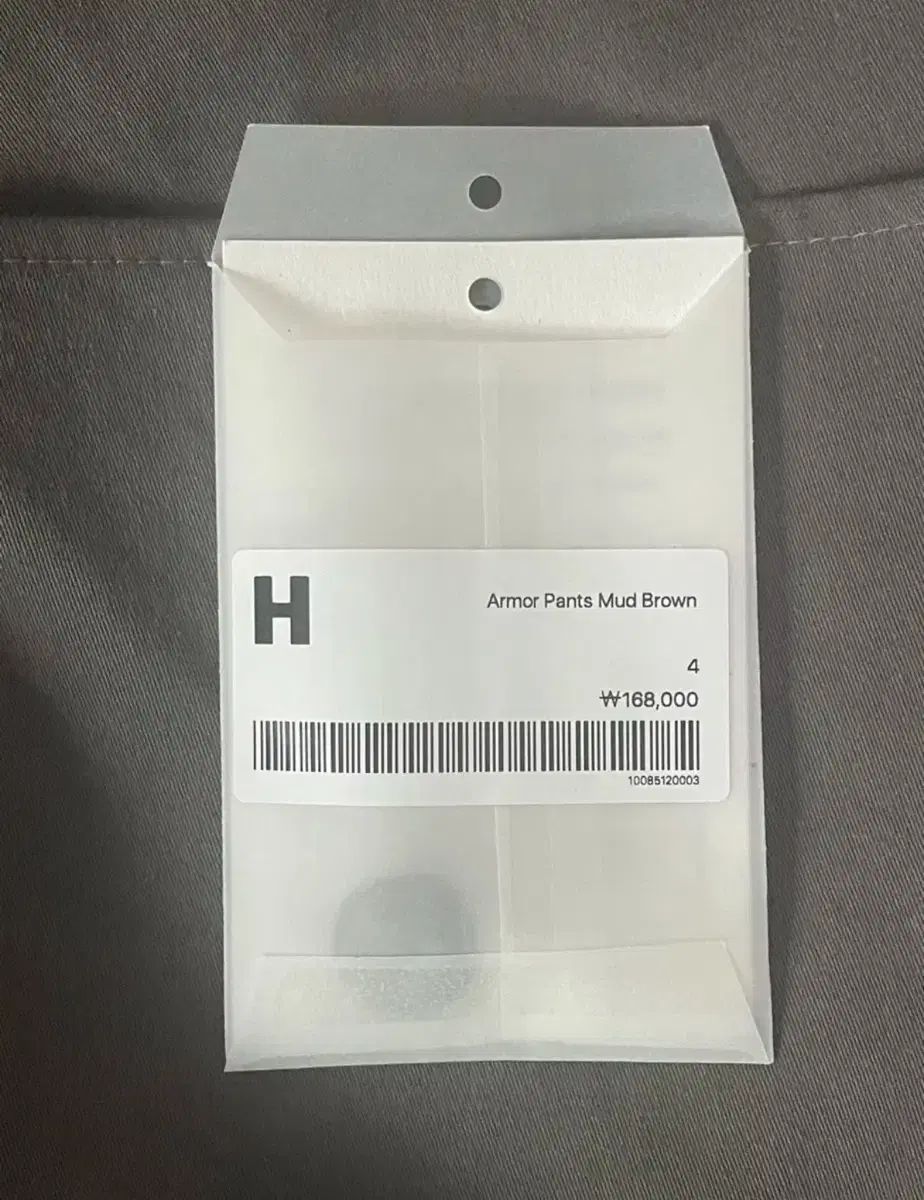 H
Armor Pants Mud Brown
4
₩168,000
10085120003